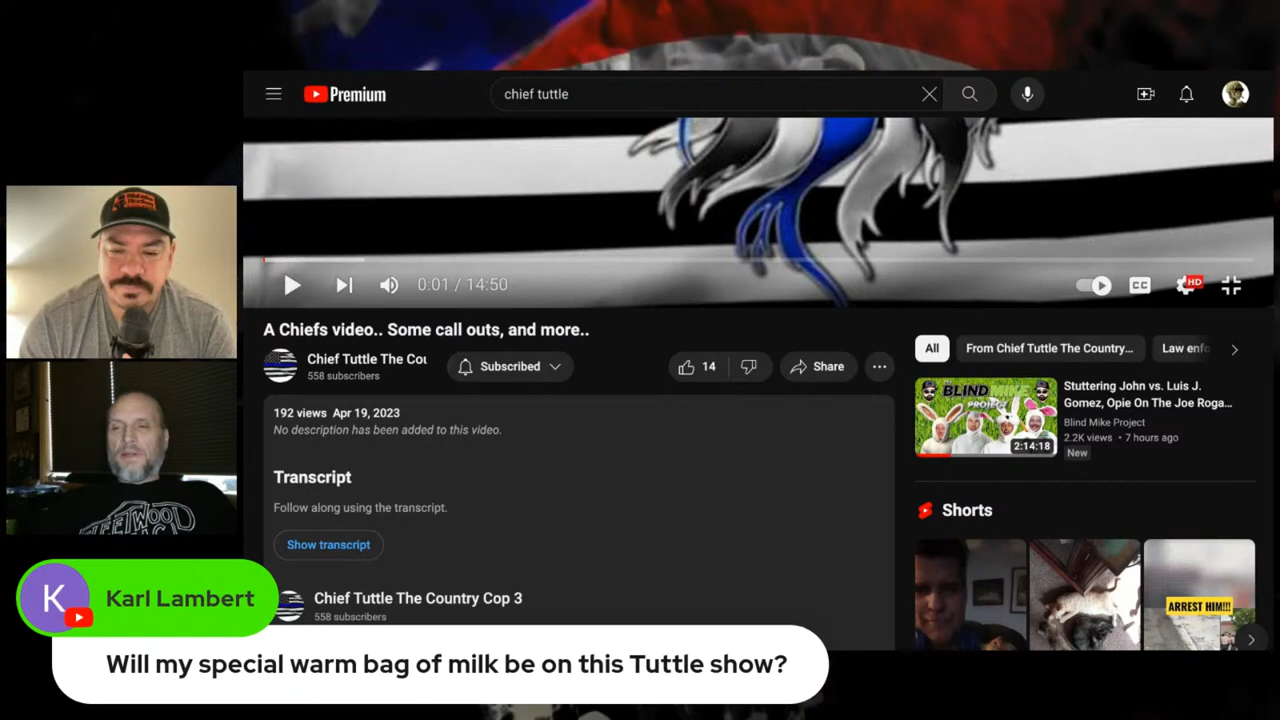 Premium
chief tuttle
0:01 / 14:50
CC
HD
A Chiefs video.. Some call outs, and more..
Chief Tuttle The Cou
558 subscribers
Subscribed
14
Share
192 views Apr 19, 2023
No description has been added to this video.
Transcript
Follow along using the transcript.
Show transcript
Chief Tuttle The Country Cop 3
558 subscribers
All
From Chief Tuttle The Country...
Law enfo
BLIND MIKE
PROJECT
2:14:18
Stuttering John vs. Luis J.
Gomez, Opie On The Joe Roga...
Blind Mike Project
2.2K views • 7 hours ago
New
Shorts
ARREST HIM!!!
FLEETWOOD
K
Karl Lambert
Will my special warm bag of milk be on this Tuttle show?